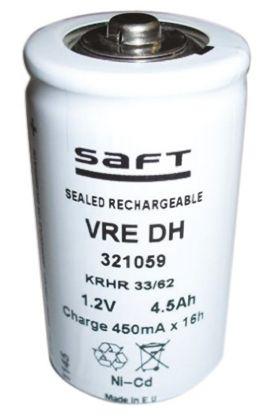 SAFT
SEALED RECHARGEABLE
VRE DH
321059
KRHR 33/62
1.2V 4.5Ah
Charge 450mA x 16h
Ni-Cd
Made in E U